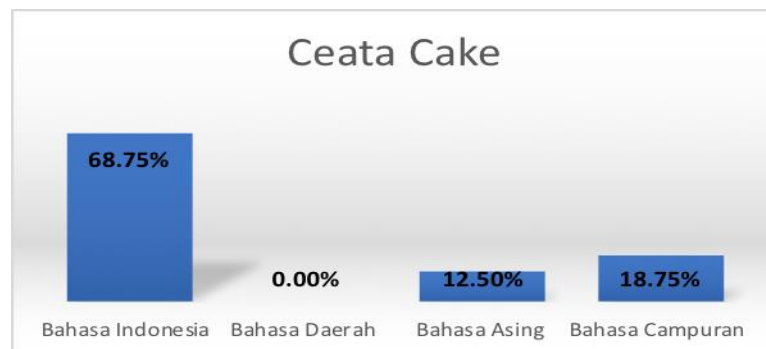 Ceata Cake
68.75%
0.00%
12.50%
18.75%
Bahasa Indonesia
Bahasa Daerah
Bahasa Asing
Bahasa Campuran